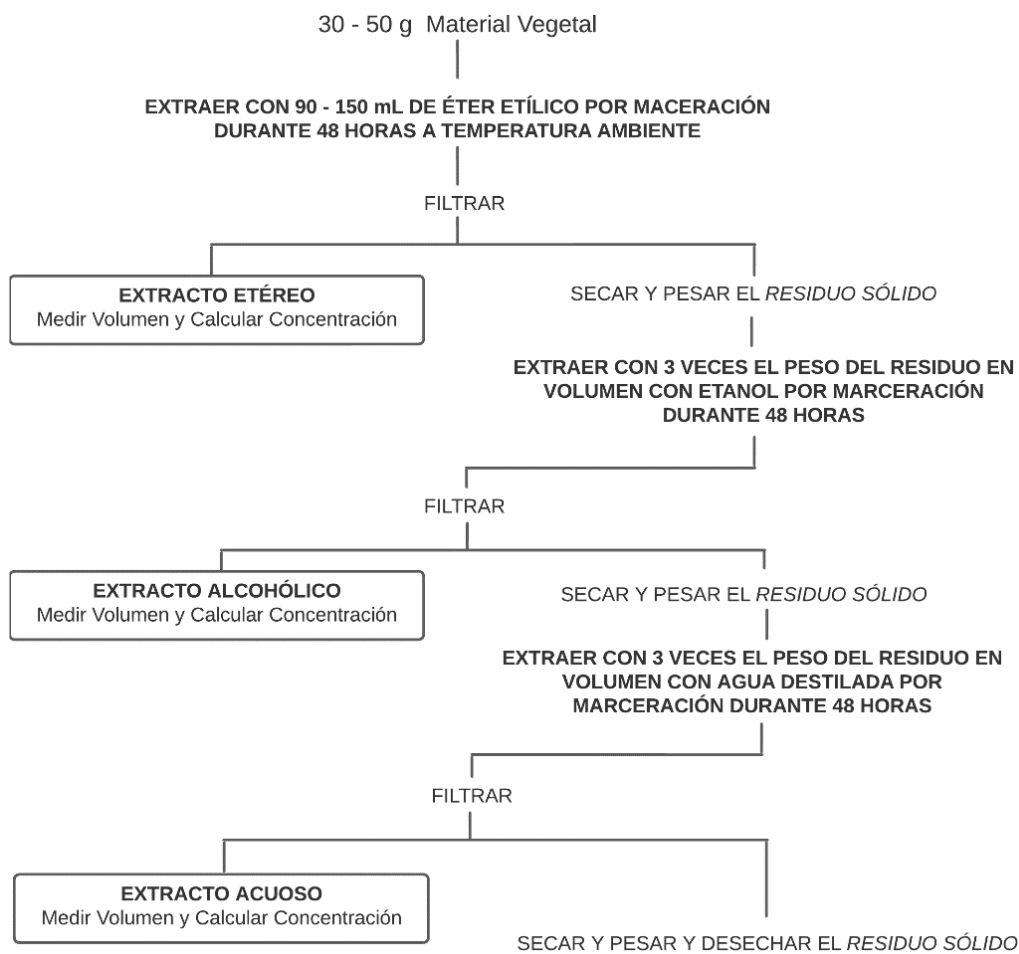 30 - 50 g  Material Vegetal
EXTRAER CON 90 - 150 mL DE ÉTER ETÍLICO POR MACERACIÓN
DURANTE 48 HORAS A TEMPERATURA AMBIENTE
FILTRAR
EXTRACTO ETÉREO
Medir Volumen y Calcular Concentración
SECAR Y PESAR EL RESIDUO SÓLIDO
EXTRAER CON 3 VECES EL PESO DEL RESIDUO EN
VOLUMEN CON ETANOL POR MARCERACIÓN
DURANTE 48 HORAS
FILTRAR
EXTRACTO ALCOHÓLICO
Medir Volumen y Calcular Concentración
SECAR Y PESAR EL RESIDUO SÓLIDO
EXTRAER CON 3 VECES EL PESO DEL RESIDUO EN
VOLUMEN CON AGUA DESTILADA POR
MARCERACIÓN DURANTE 48 HORAS
FILTRAR
EXTRACTO ACUOSO
Medir Volumen y Calcular Concentración
SECAR Y PESAR Y DESECHAR EL RESIDUO SÓLIDO